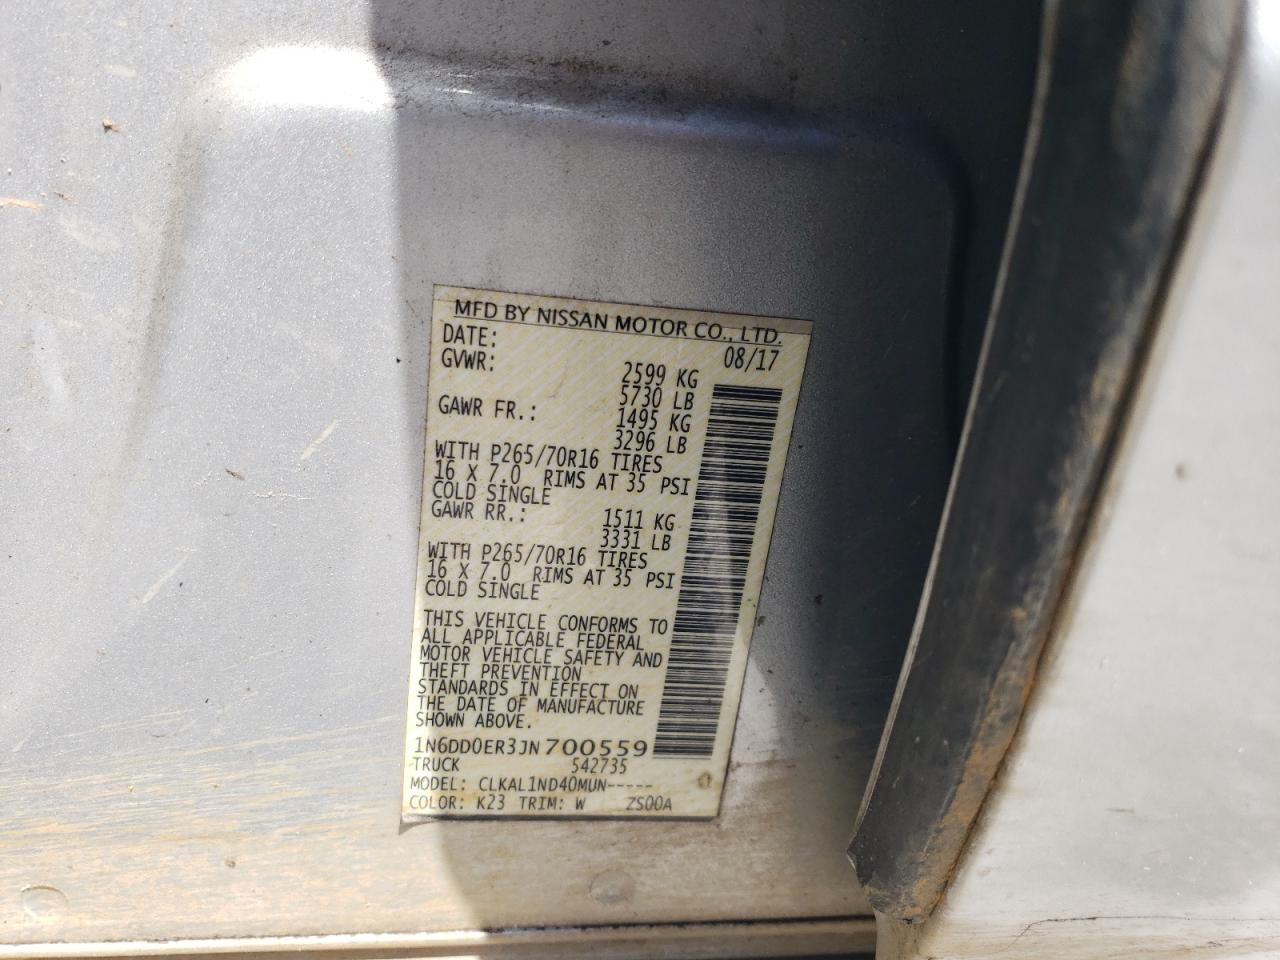 MFD BY NISSAN MOTOR CO., LTD.
DATE: 08/17
GVWR: 2599 KG
5730 LB
GAWR FR.: 1495 KG
3296 LB
WITH P265/70R16 TIRES
16 X 7.0 RIMS AT 35 PSI
COLD SINGLE
GAWR RR.: 1511 KG
3331 LB
WITH P265/70R16 TIRES
16 X 7.0 RIMS AT 35 PSI
COLD SINGLE
THIS VEHICLE CONFORMS TO
ALL APPLICABLE FEDERAL
MOTOR VEHICLE SAFETY AND
THEFT PREVENTION
STANDARDS IN EFFECT ON
THE DATE OF MANUFACTURE
SHOWN ABOVE.
1N6DD0ER3JN700559
TRUCK 542735
MODEL: CLKAL1ND40MUN-----
COLOR: K23 TRIM: W ZS00A